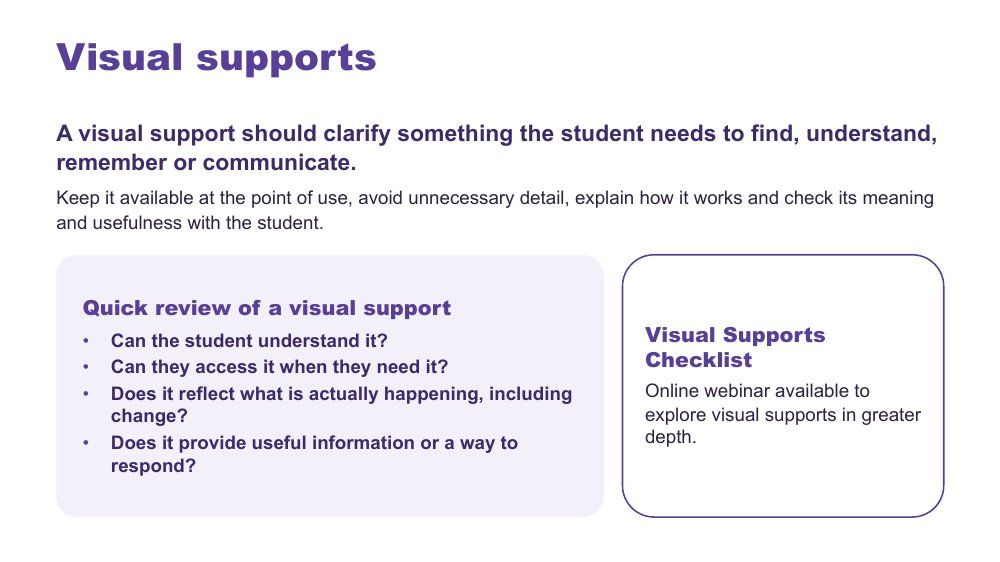 Visual supports
A visual support should clarify something the student needs to find, understand,
remember or communicate.
Keep it available at the point of use, avoid unnecessary detail, explain how it works and check its meaning
and usefulness with the student.
Quick review of a visual support
• Can the student understand it?
• Can they access it when they need it?
• Does it reflect what is actually happening, including
change?
• Does it provide useful information or a way to
respond?
Visual Supports
Checklist
Online webinar available to
explore visual supports in greater
depth.